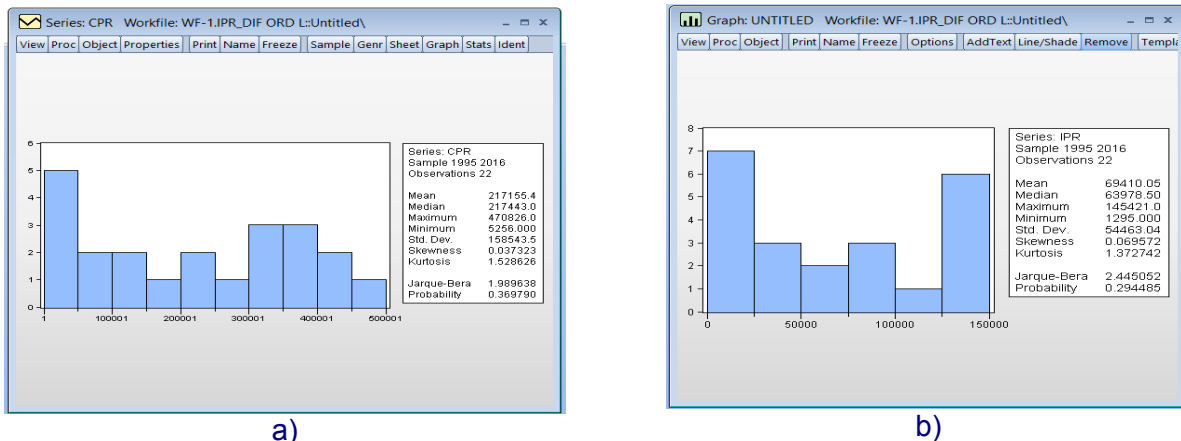 Series: CPR Workfile: WF-1.IPR_DIF ORD L::Untitled\
View Proc Object Properties Print Name Freeze Sample Genr Sheet Graph Stats Ident
6
5
4
3
2
1
0
1 100001 200001 300001 400001 500001
Series: CPR
Sample 1995 2016
Observations 22
Mean 217155.4
Median 217443.0
Maximum 470826.0
Minimum 5256.000
Std. Dev. 158543.5
Skewness 0.037323
Kurtosis 1.528626
Jarque-Bera 1.989638
Probability 0.369790
a)
Graph: UNTITLED Workfile: WF-1.IPR_DIF ORD L::Untitled\
View Proc Object Print Name Freeze Options AddText Line/Shade Remove Templa
8
7
6
5
4
3
2
1
0
0 50000 100000 150000
Series: IPR
Sample 1995 2016
Observations 22
Mean 69410.05
Median 63978.50
Maximum 145421.0
Minimum 1295.000
Std. Dev. 54463.04
Skewness 0.069572
Kurtosis 1.372742
Jarque-Bera 2.445052
Probability 0.294485
b)